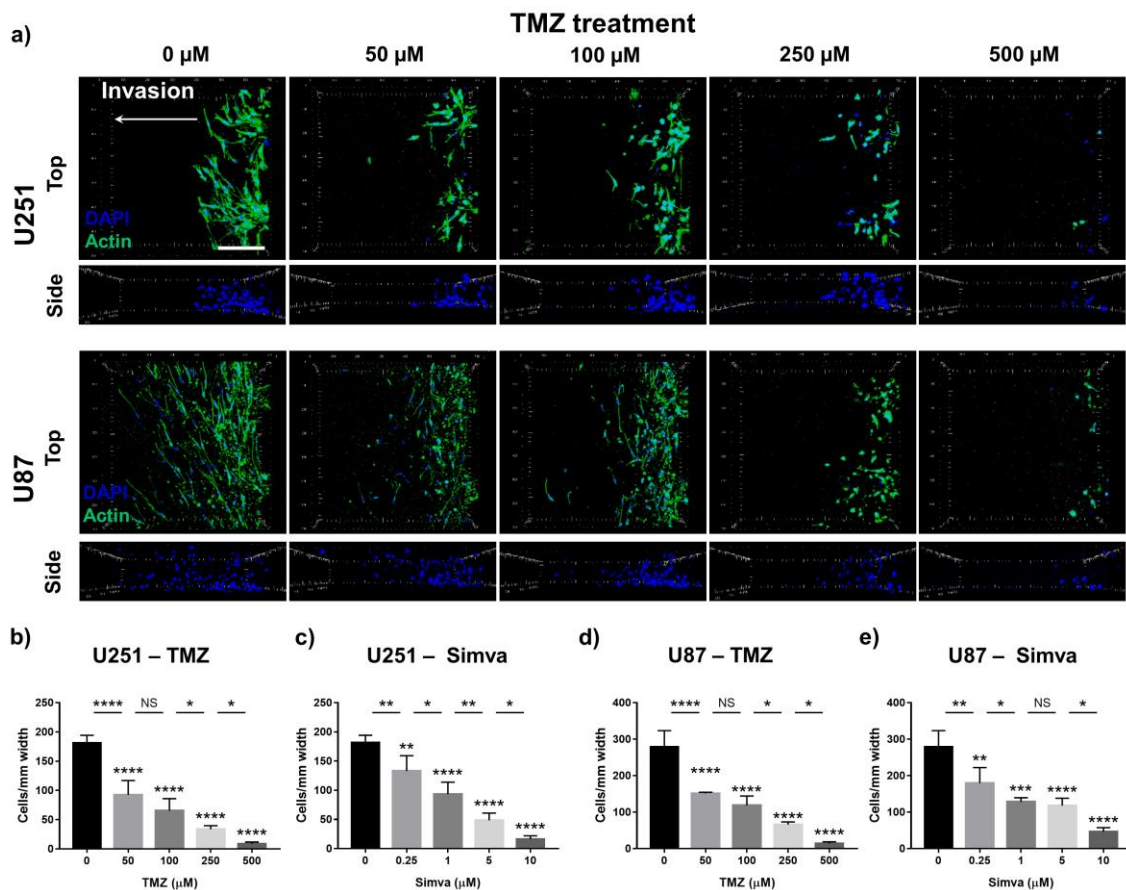 TMZ treatment
a)
0 µM 50 µM 100 µM 250 µM 500 µM
Invasion
U251
Top
DAPI
Actin
Side
U87
Top
DAPI
Actin
Side
b) U251 – TMZ
**** NS * *
Cells/mm width
250
200
150
100
50
0
****
****
****
****
0 50 100 250 500
TMZ (µM)
c) U251 – Simva
** * ** *
Cells/mm width
250
200
150
100
50
0
**
****
****
****
0 0.25 1 5 10
Simva (µM)
d) U87 – TMZ
**** NS * *
Cells/mm width
400
300
200
100
0
****
****
****
****
0 50 100 250 500
TMZ (µM)
e) U87 – Simva
** * NS *
Cells/mm width
400
300
200
100
0
**
***
****
****
0 0.25 1 5 10
Simva (µM)